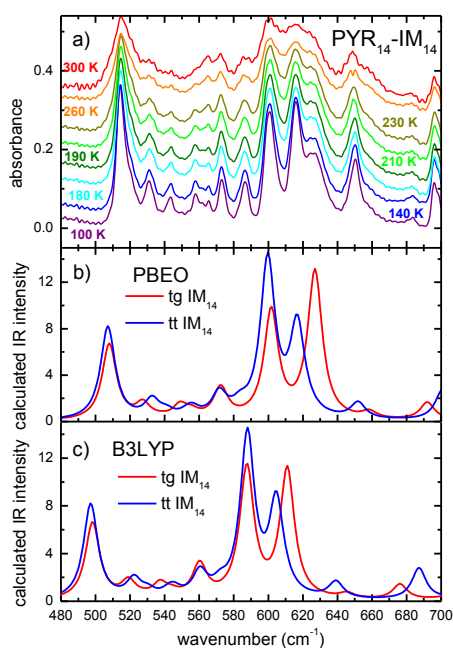 a)
PYR₁₄-IM₁₄
0.4
300 K
260 K
230 K
absorbance
0.2
190 K
210 K
180 K
140 K
0.0
100 K
b)
PBEO
12
tg IM₁₄
tt IM₁₄
8
calculated IR intensity
4
0
c)
B3LYP
12
tg IM₁₄
tt IM₁₄
8
calculated IR intensity
4
0
480 500 520 540 560 580 600 620 640 660 680 700
wavenumber (cm⁻¹)